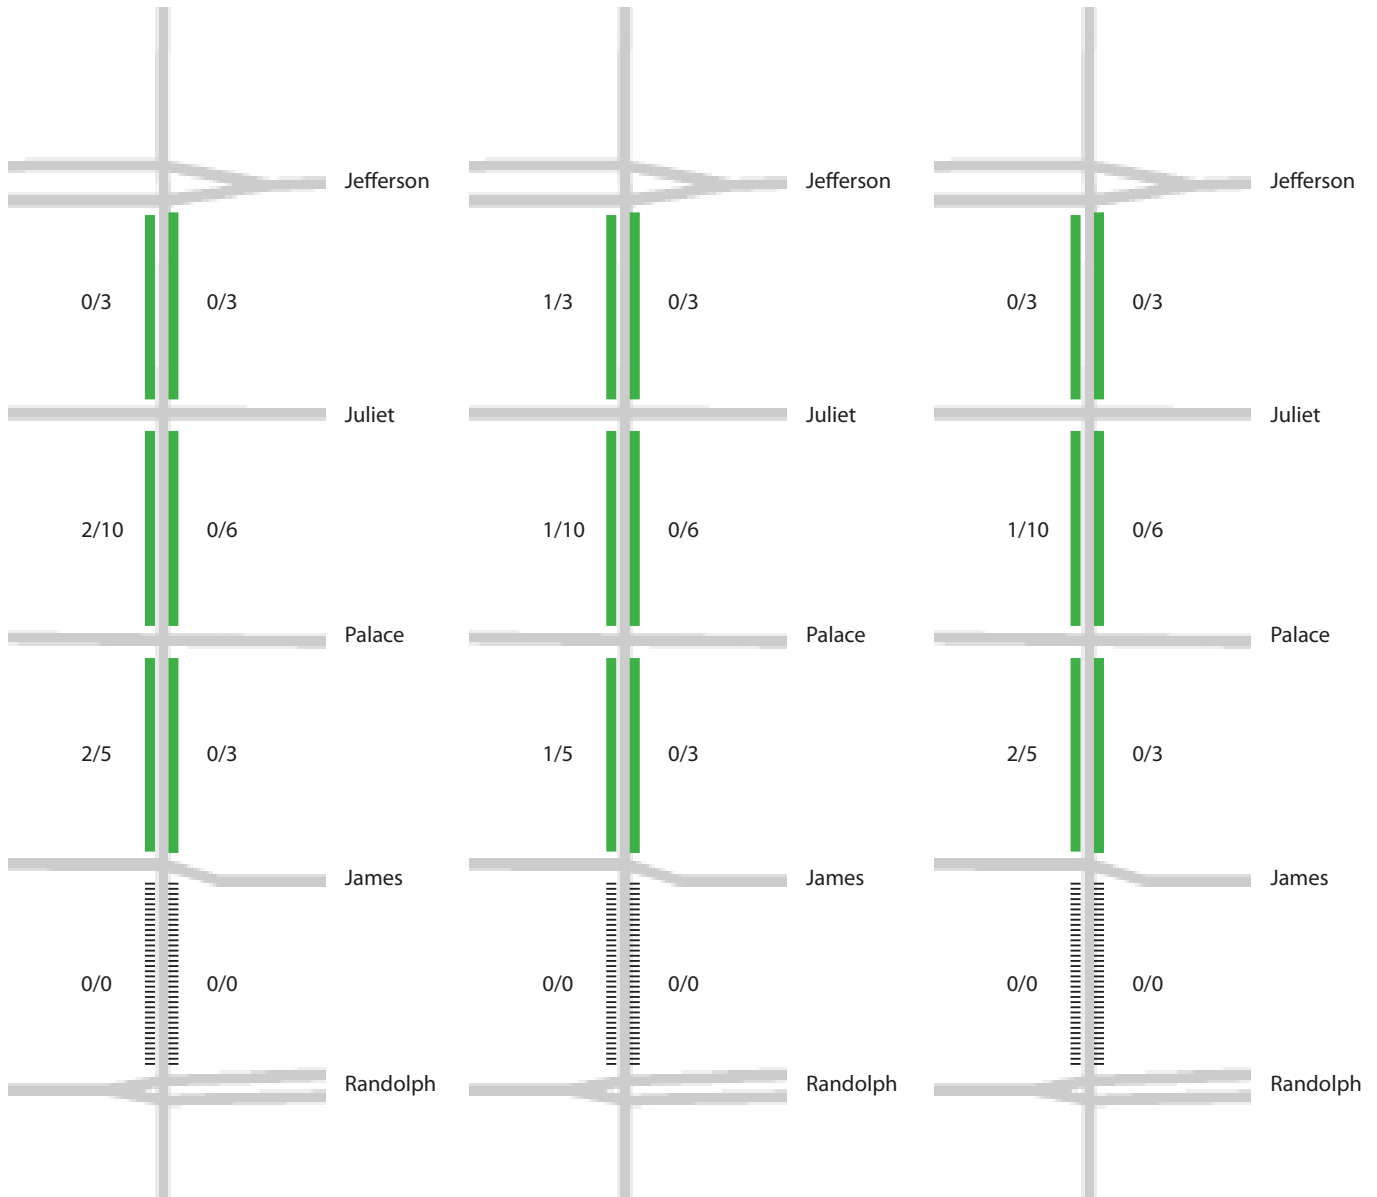 Jefferson Jefferson Jefferson
0/3 0/3 1/3 0/3 0/3 0/3
Juliet Juliet Juliet
2/10 0/6 1/10 0/6 1/10 0/6
Palace Palace Palace
2/5 0/3 1/5 0/3 2/5 0/3
James James James
0/0 0/0 0/0 0/0 0/0 0/0
Randolph Randolph Randolph